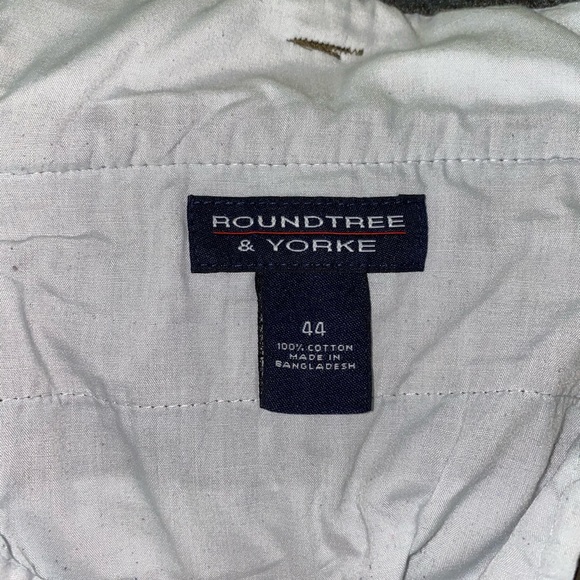 ROUNDTREE
& YORKE
44
100% COTTON
MADE IN
BANGLADESH